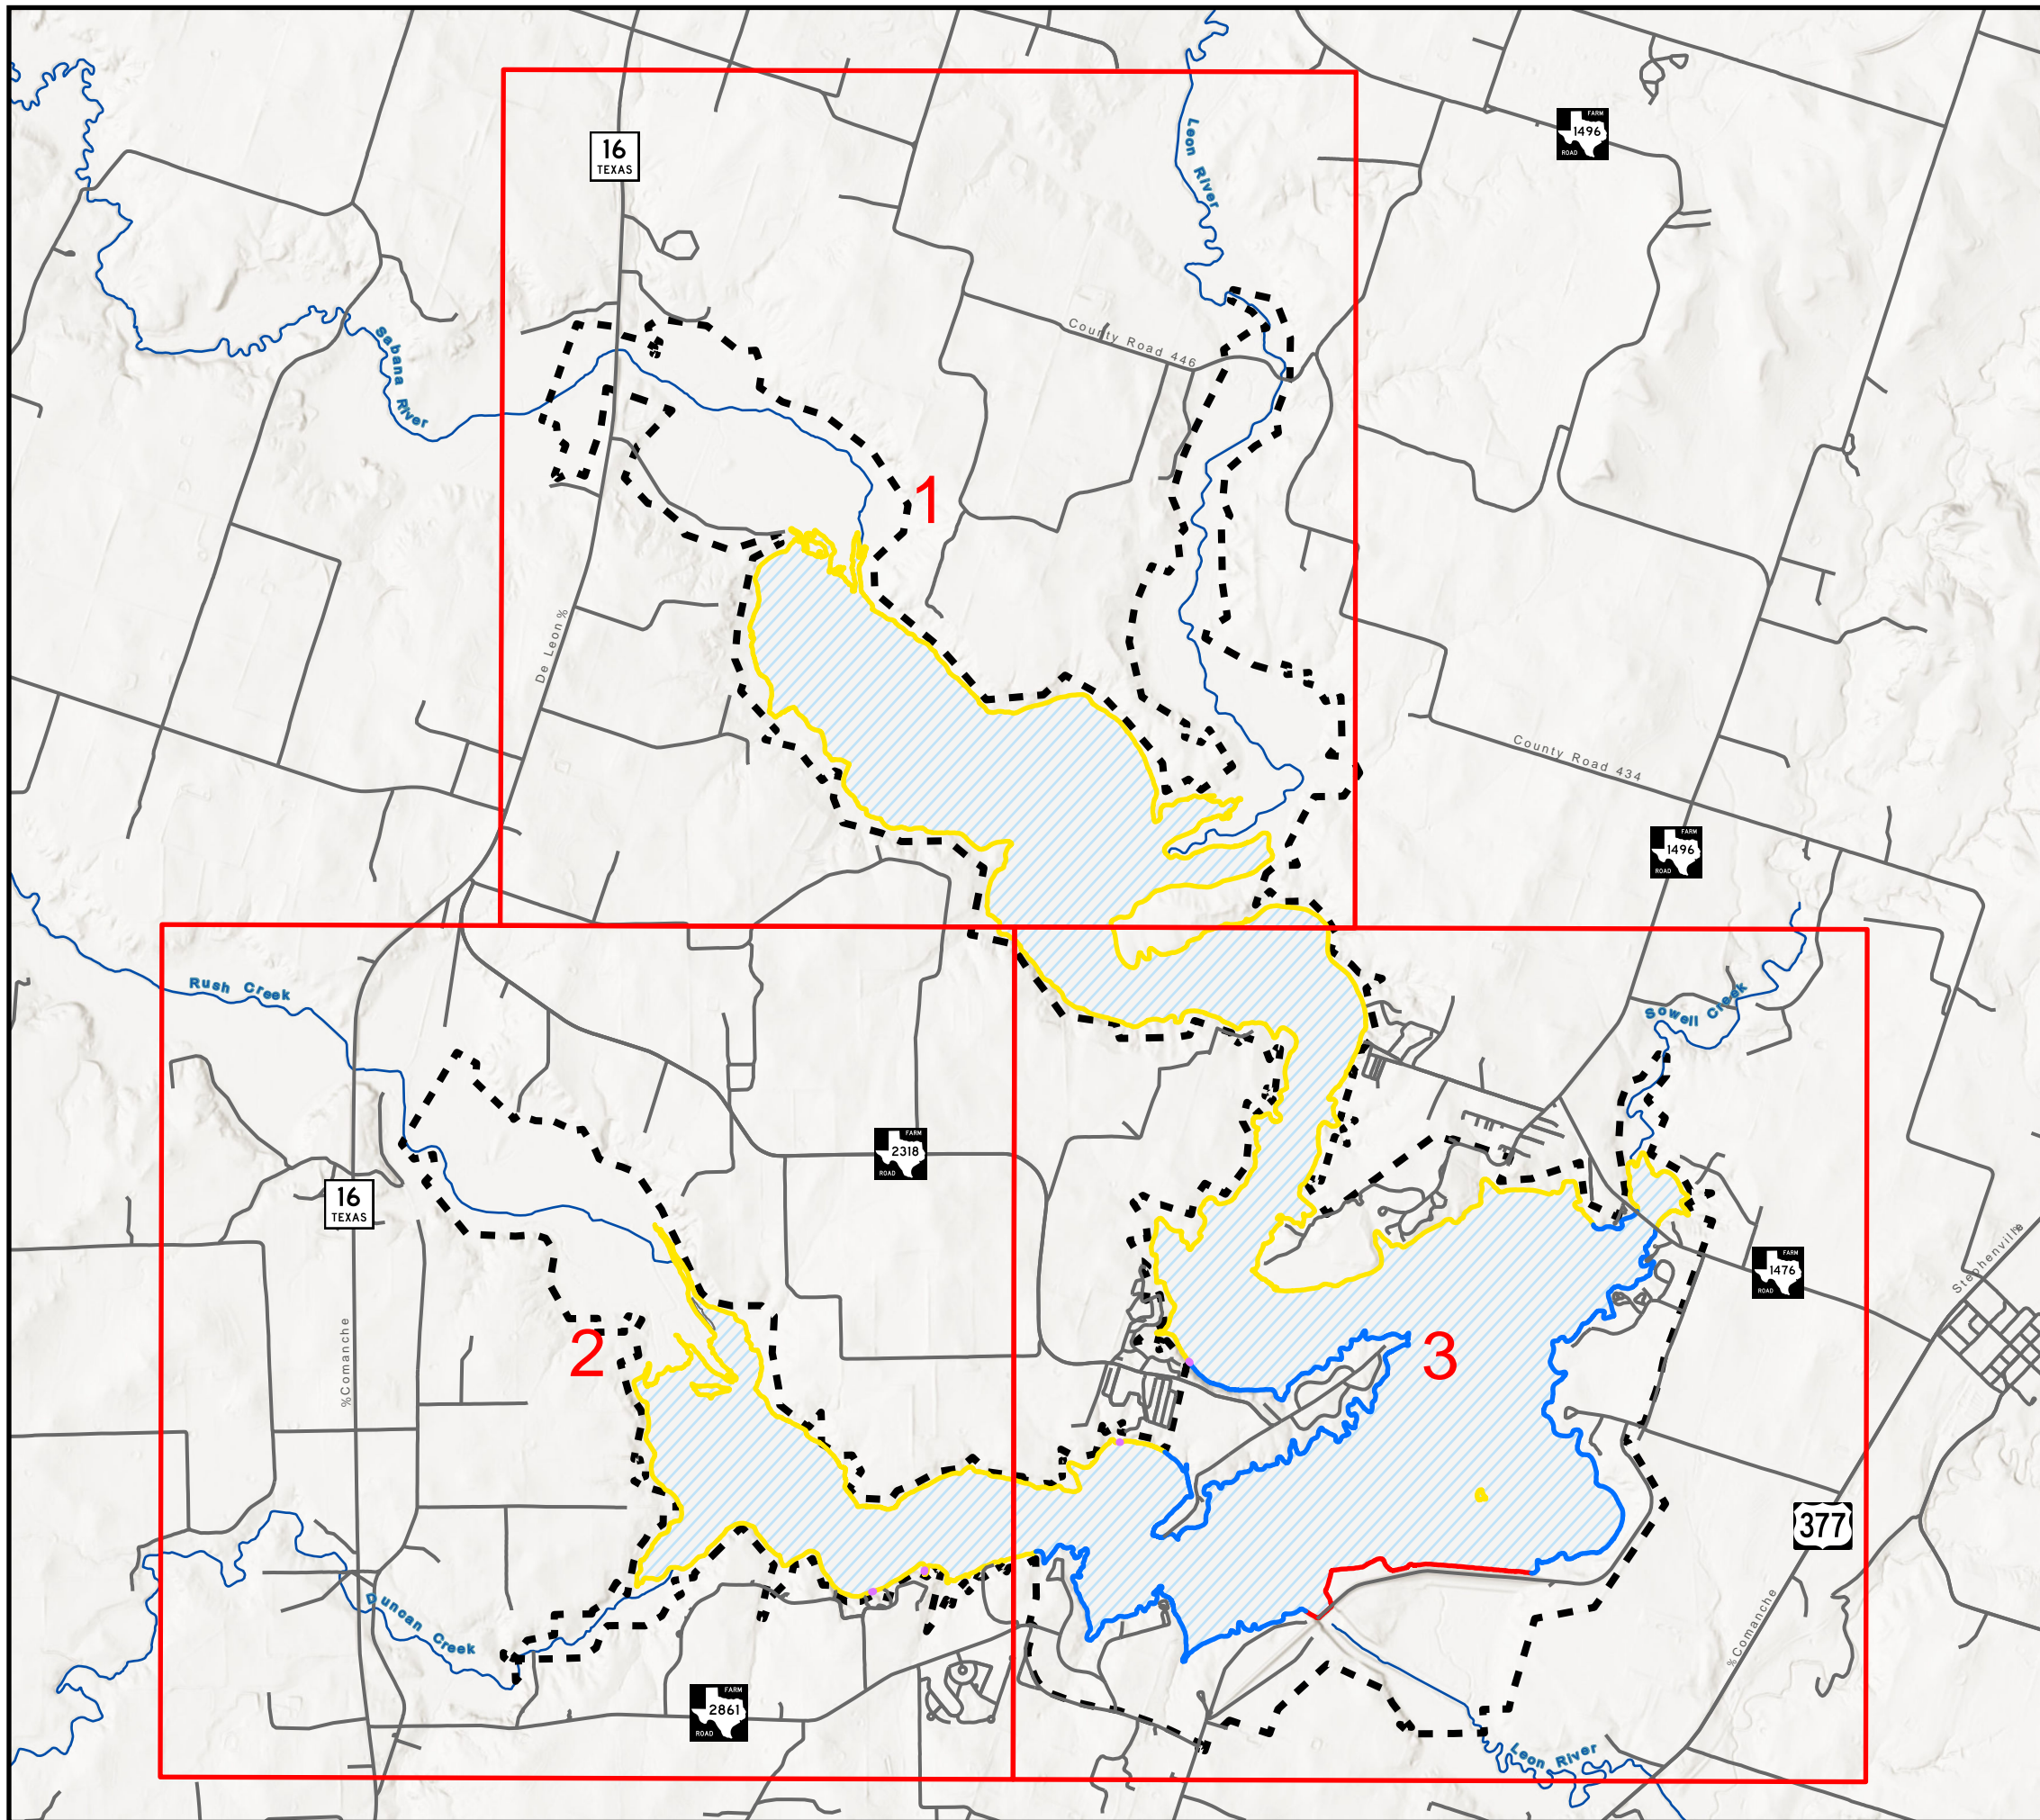 FARM
1496
ROAD
16
TEXAS
Leon River
County Road 446
Sabana River
1
De Leon %
County Road 434
FARM
1496
ROAD
Rush Creek
Sowell Creek
FARM
2318
ROAD
16
TEXAS
Stephenville
FARM
1476
ROAD
2
3
%Comanche
377
Duncan Creek
%Comanche
FARM
2861
ROAD
Leon River